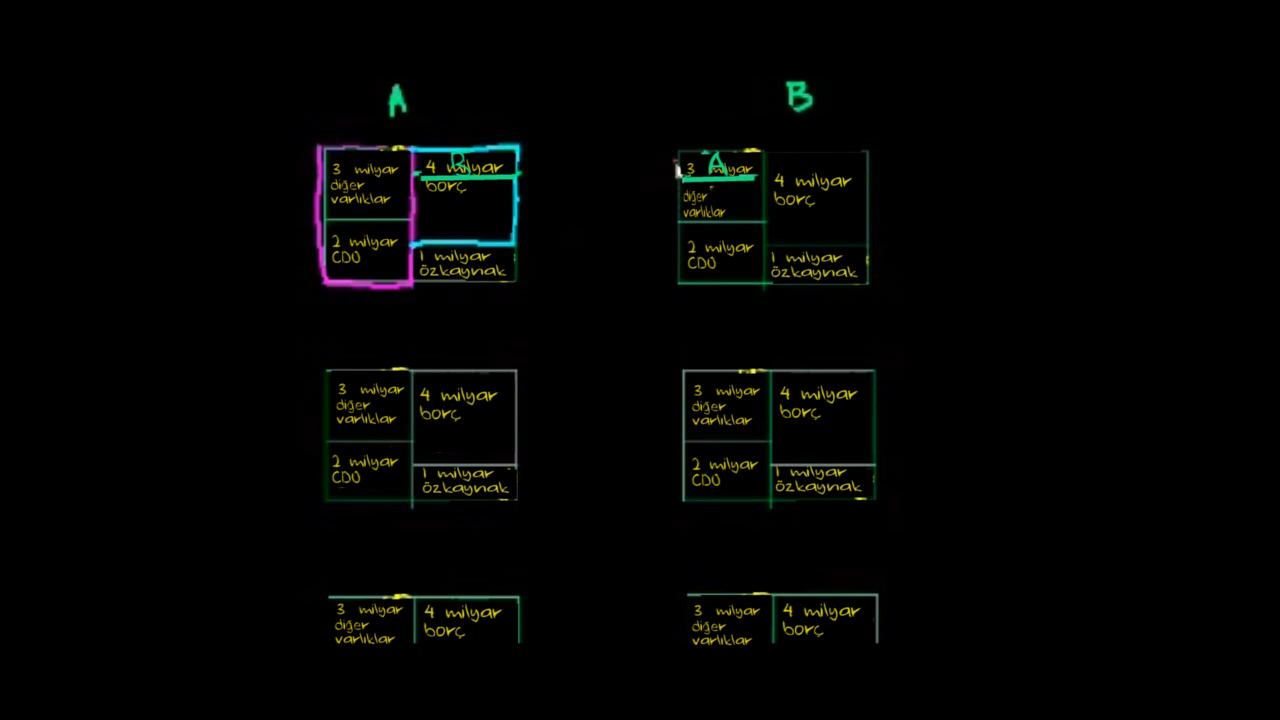 A
B
3 milyar
diğer
varlıklar
B
4 milyar
borç
2 milyar
CDO
1 milyar
özkaynak
A
3 milyar
diğer
varlıklar
4 milyar
borç
2 milyar
CDO
1 milyar
özkaynak
3 milyar
diğer
varlıklar
4 milyar
borç
2 milyar
CDO
1 milyar
özkaynak
3 milyar
diğer
varlıklar
4 milyar
borç
2 milyar
CDO
1 milyar
özkaynak
3 milyar
diğer
varlıklar
4 milyar
borç
3 milyar
diğer
varlıklar
4 milyar
borç